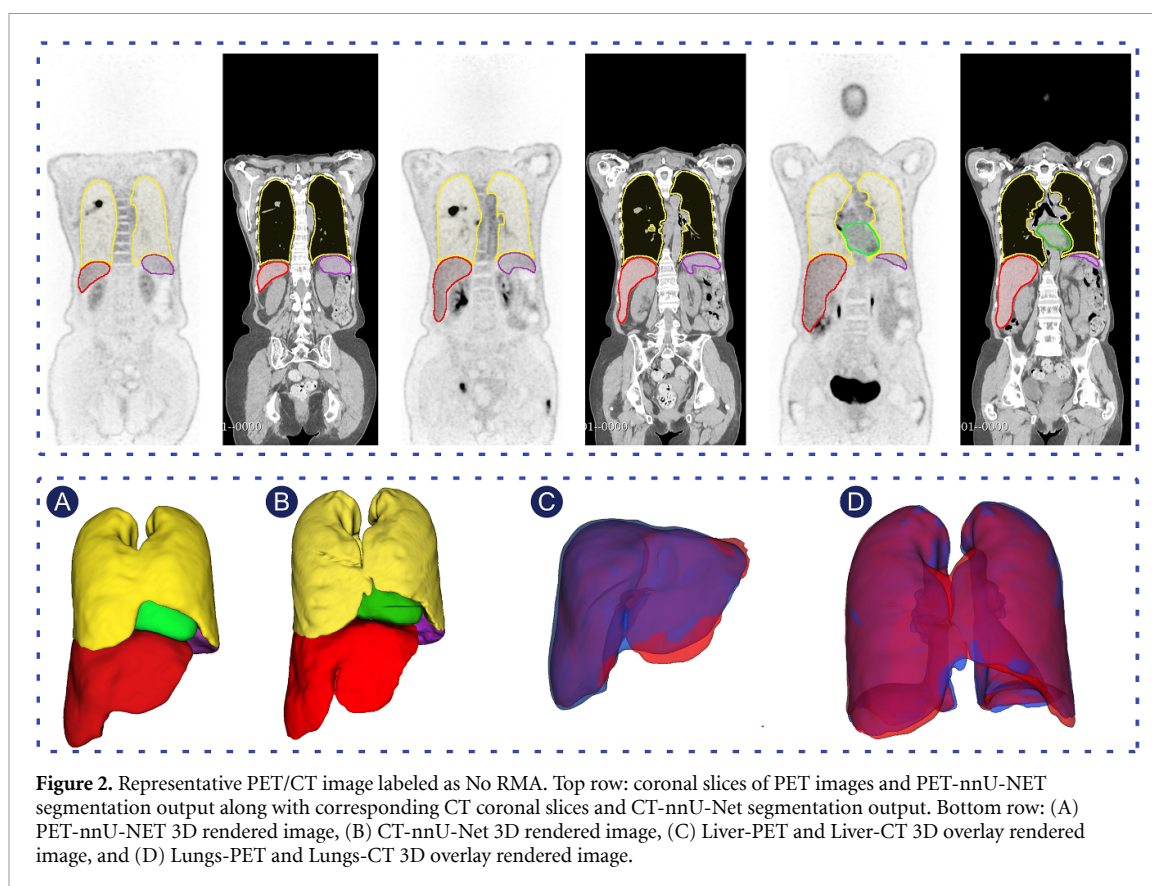 01--0000
01--0000
01--0000
A
B
C
D
Figure 2. Representative PET/CT image labeled as No RMA. Top row: coronal slices of PET images and PET-nnU-NET
segmentation output along with corresponding CT coronal slices and CT-nnU-Net segmentation output. Bottom row: (A)
PET-nnU-NET 3D rendered image, (B) CT-nnU-Net 3D rendered image, (C) Liver-PET and Liver-CT 3D overlay rendered
image, and (D) Lungs-PET and Lungs-CT 3D overlay rendered image.